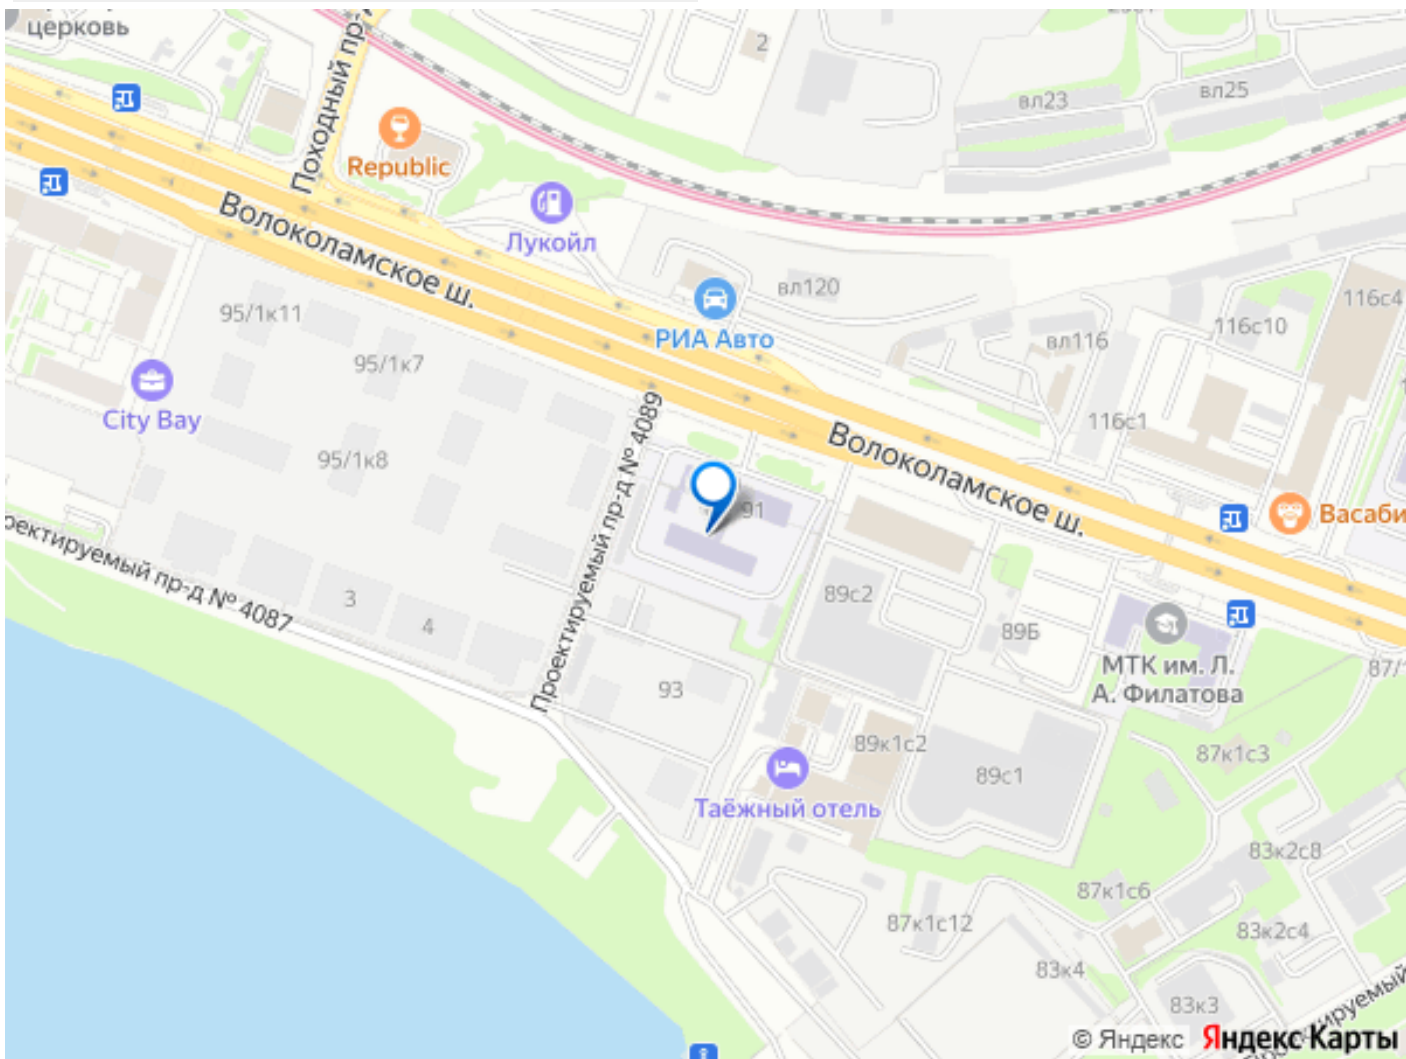 церковь
Походный пр-
2
вл23
вл25
Republic
Волоколамское ш.
Лукойл
вл120
116с4
95/1к11
РИА Авто
вл116
116с10
95/1к7
City Bay
116с1
Проектируемый пр-д № 4089
Волоколамское ш.
95/1к8
91
Васаби
оектируемый пр-д № 4087
3
4
89с2
89Б
МТК им. Л.
А. Филатова
87/1
93
89к1с2
87к1с3
89с1
Таёжный отель
83к2с8
87к1с6
87к1с12
83к2с4
83к4
83к3
© Яндекс
Яндекс Карты